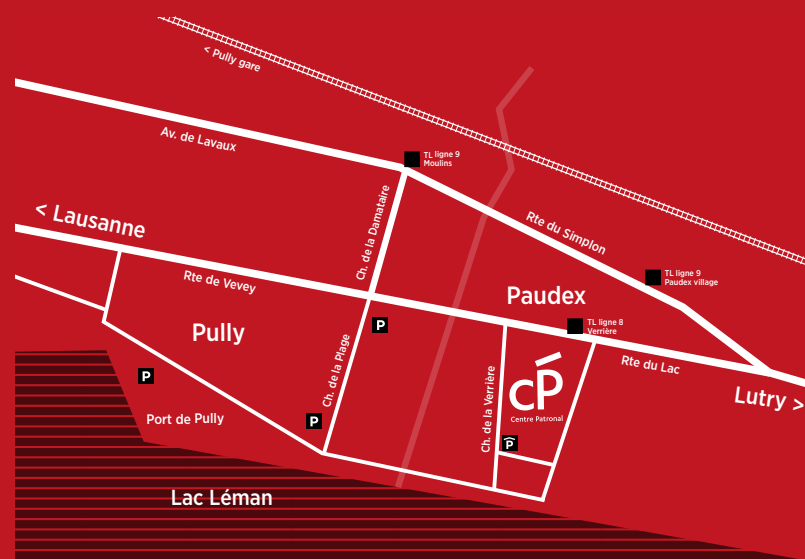 < Pully gare
Av. de Lavaux
TL ligne 9
Moulins
Ch. de la Damataire
< Lausanne
Rte du Simplon
TL ligne 9
Paudex village
Rte de Vevey
Paudex
TL ligne 8
Verrière
Pully
P
Ch. de la Plage
Rte du Lac
P
Ch. de la Verrière
cP
Centre Patronal
Lutry >
P
Port de Pully
P
Lac Léman